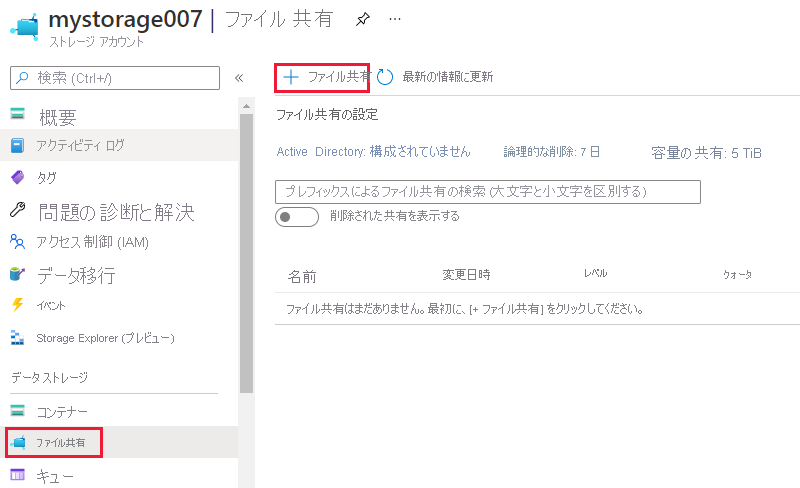 mystorage007 | ファイル 共有
ストレージ アカウント
検索 (Ctrl+/)
«
概要
アクティビティ ログ
タグ
問題の診断と解決
アクセス制御 (IAM)
データ移行
イベント
Storage Explorer (プレビュー)
データストレージ
コンテナー
ファイル共有
キュー
+ ファイル共有
最新の情報に更新
ファイル共有の設定
Active Directory: 構成されていません 論理的な削除: 7 日 容量の共有: 5 TiB
プレフィックスによるファイル共有の検索 (大文字と小文字を区別する)
削除された共有を表示する
名前 変更日時 レベル クォータ
ファイル共有はまだありません。最初に、[+ ファイル共有] をクリックしてください。